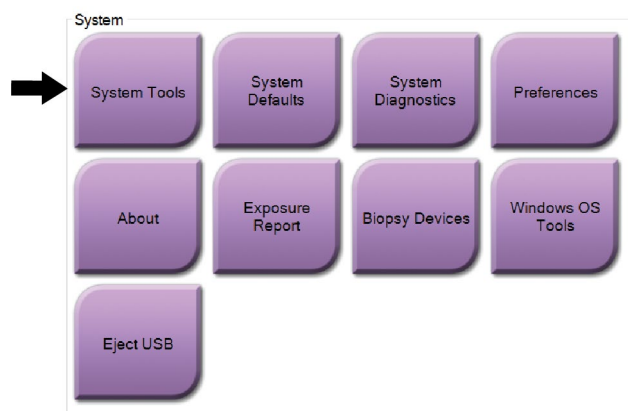 System
System Tools
System
Defaults
System
Diagnostics
Preferences
About
Exposure
Report
Biopsy Devices
Windows OS
Tools
Eject USB